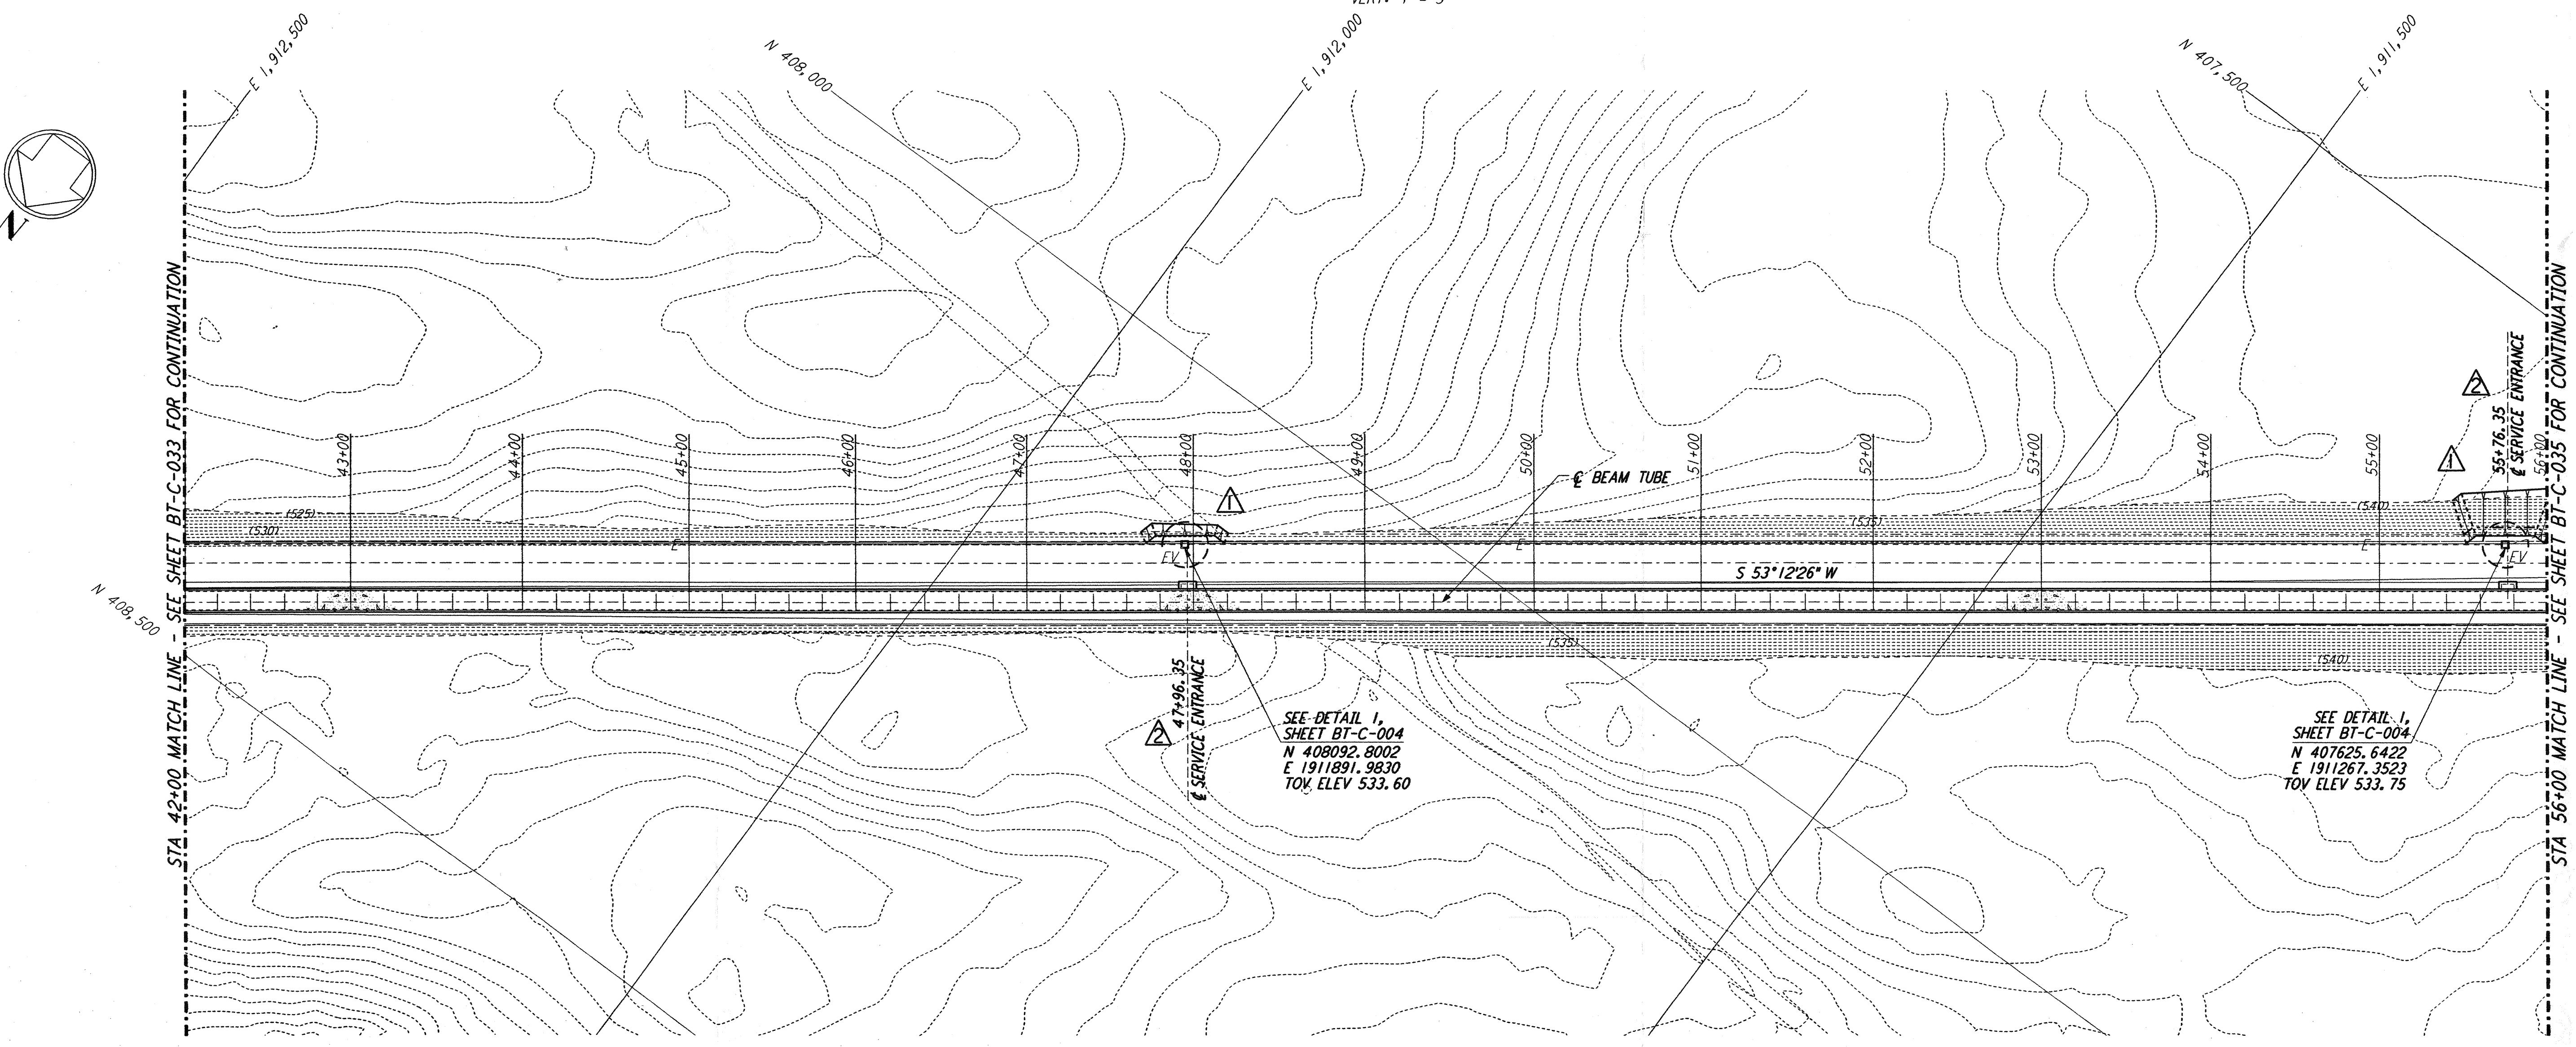 E 1,912,500
N 408,000
E 1,912,000
N 407,500
E 1,911,500
N
STA 42+00 MATCH LINE - SEE SHEET BT-C-033 FOR CONTINUATION
43+00
44+00
45+00
46+00
47+00
48+00
49+00
50+00
51+00
52+00
53+00
54+00
55+00
56+00
2
55+76.35
℄ SERVICE ENTRANCE
1
1
℄ BEAM TUBE
(525)
(530)
(535)
(540)
E
E
E
EV
EV
S 53°12'26" W
N 408,500
(535)
(540)
2
47+96.35
℄ SERVICE ENTRANCE
SEE DETAIL 1,
SHEET BT-C-004
N 408092.8002
E 1911891.9830
TOV ELEV 533.60
SEE DETAIL 1,
SHEET BT-C-004
N 407625.6422
E 1911267.3523
TOV ELEV 533.75
STA 56+00 MATCH LINE - SEE SHEET BT-C-035 FOR CONTINUATION